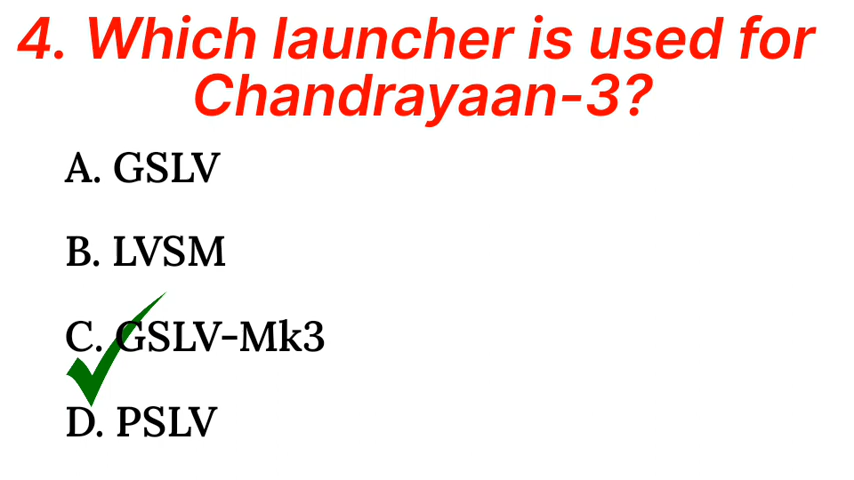 4. Which launcher is used for
Chandrayaan-3?
A. GSLV
B. LVSM
C. GSLV-Mk3
D. PSLV